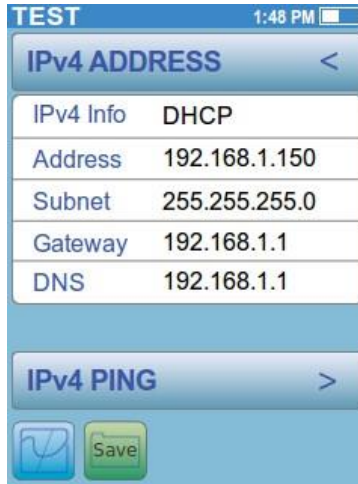 TEST 1:48 PM
IPv4 ADDRESS <
IPv4 Info DHCP
Address 192.168.1.150
Subnet 255.255.255.0
Gateway 192.168.1.1
DNS 192.168.1.1
IPv4 PING >
Save